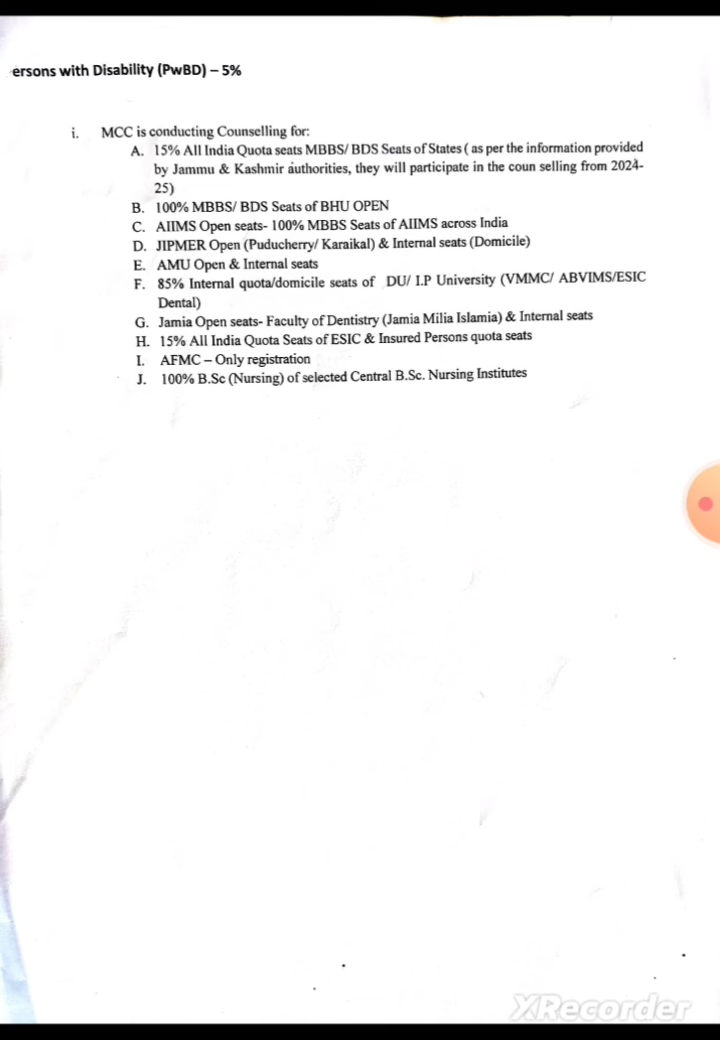 ersons with Disability (PwBD) – 5%
i. MCC is conducting Counselling for:
A. 15% All India Quota seats MBBS/ BDS Seats of States ( as per the information provided
by Jammu & Kashmir authorities, they will participate in the coun selling from 2024-
25)
B. 100% MBBS/ BDS Seats of BHU OPEN
C. AIIMS Open seats- 100% MBBS Seats of AIIMS across India
D. JIPMER Open (Puducherry/ Karaikal) & Internal seats (Domicile)
E. AMU Open & Internal seats
F. 85% Internal quota/domicile seats of DU/ I.P University (VMMC/ ABVIMS/ESIC
Dental)
G. Jamia Open seats- Faculty of Dentistry (Jamia Milia Islamia) & Internal seats
H. 15% All India Quota Seats of ESIC & Insured Persons quota seats
I. AFMC – Only registration
J. 100% B.Sc (Nursing) of selected Central B.Sc. Nursing Institutes
XRecorder